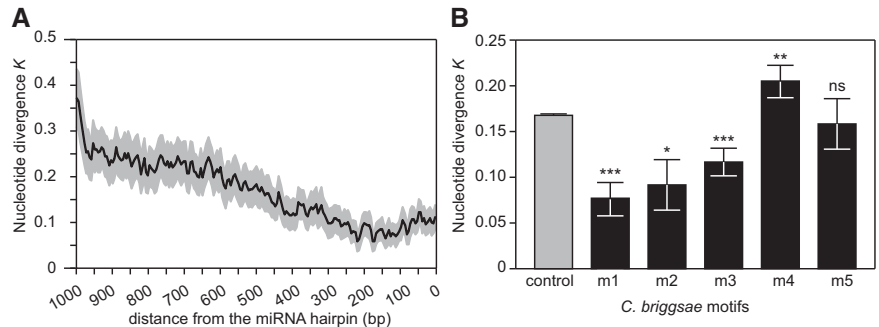 A
Nucleotide divergence K
0.5
0.4
0.3
0.2
0.1
0
1000 900 800 700 600 500 400 300 200 100 0
distance from the miRNA hairpin (bp)
B
Nucleotide divergence K
0.25
0.20
0.15
0.10
0.05
0
*** * *** ** ns
control m1 m2 m3 m4 m5
C. briggsae motifs